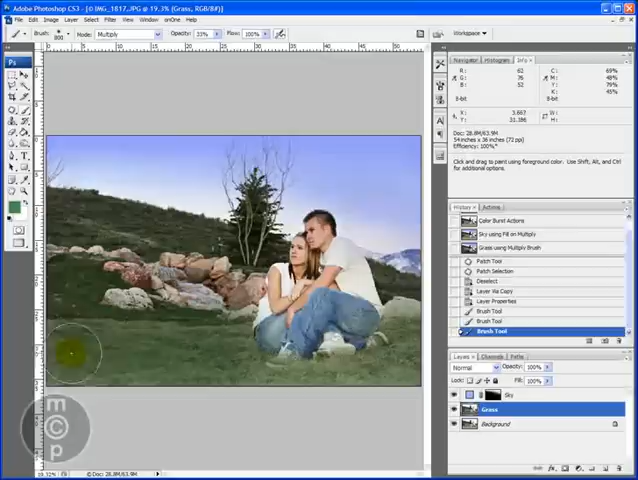 Adobe Photoshop CS3 - [© IMG_1817.JPG @ 19.3% (Grass, RGB/8#)]
File Edit Image Layer Select Filter View Window onOne Help
Brush: 800 Mode: Multiply Opacity: 33% Flow: 100% Workspace
Ps
Navigator Histogram Info
R: 62 C: 69%
G: 76 M: 48%
B: 52 Y: 79%
K: 45%
8-bit 8-bit
X: 3.667 W:
Y: 31.386 H:
Doc: 28.8M/63.9M
54 inches x 36 inches (72 ppi)
Efficiency: 100%*
Click and drag to paint using foreground color. Use Shift, Alt, and Ctrl
for additional options.
History Actions
Color Burst Actions
Sky using Fill on Multiply
Grass using Multiply Brush
Patch Tool
Patch Selection
Deselect
Layer Via Copy
Layer Properties
Brush Tool
Brush Tool
Brush Tool
Layers Channels Paths
Normal Opacity: 100%
Lock: Fill: 100%
Sky
Grass
Background
m
c p
Doc: 28.8M/63.9M